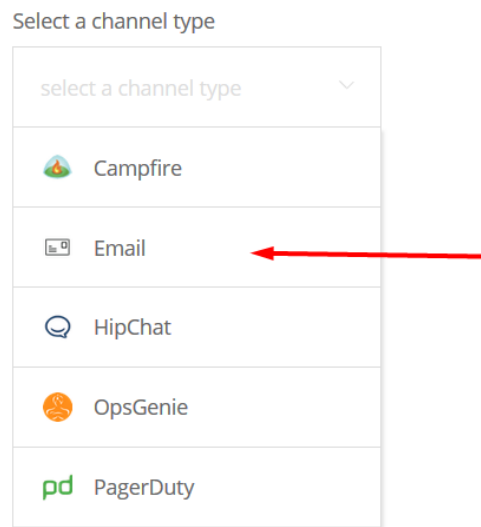 Select a channel type
select a channel type
Campfire
Email
HipChat
OpsGenie
pd PagerDuty